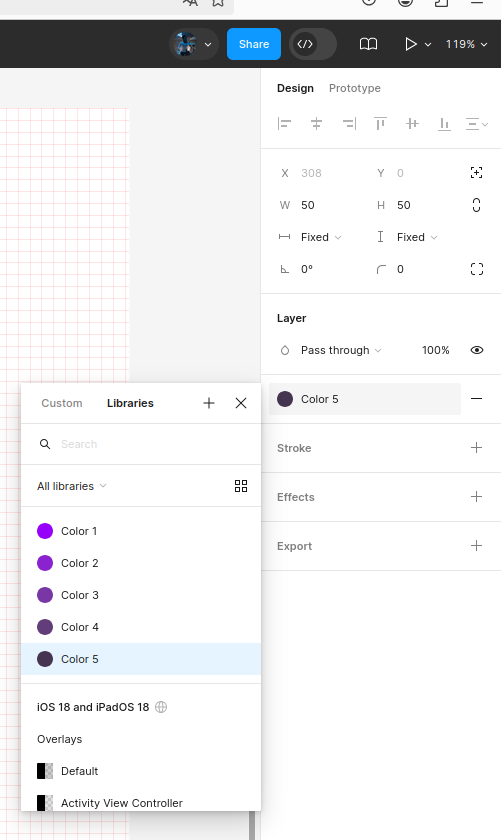 Share
119%
Design Prototype
X 308 Y 0
W 50 H 50
Fixed Fixed
0° 0
Layer
Pass through 100%
Custom Libraries
Color 5
Search
Stroke
All libraries
Effects
Color 1
Export
Color 2
Color 3
Color 4
Color 5
iOS 18 and iPadOS 18
Overlays
Default
Activity View Controller